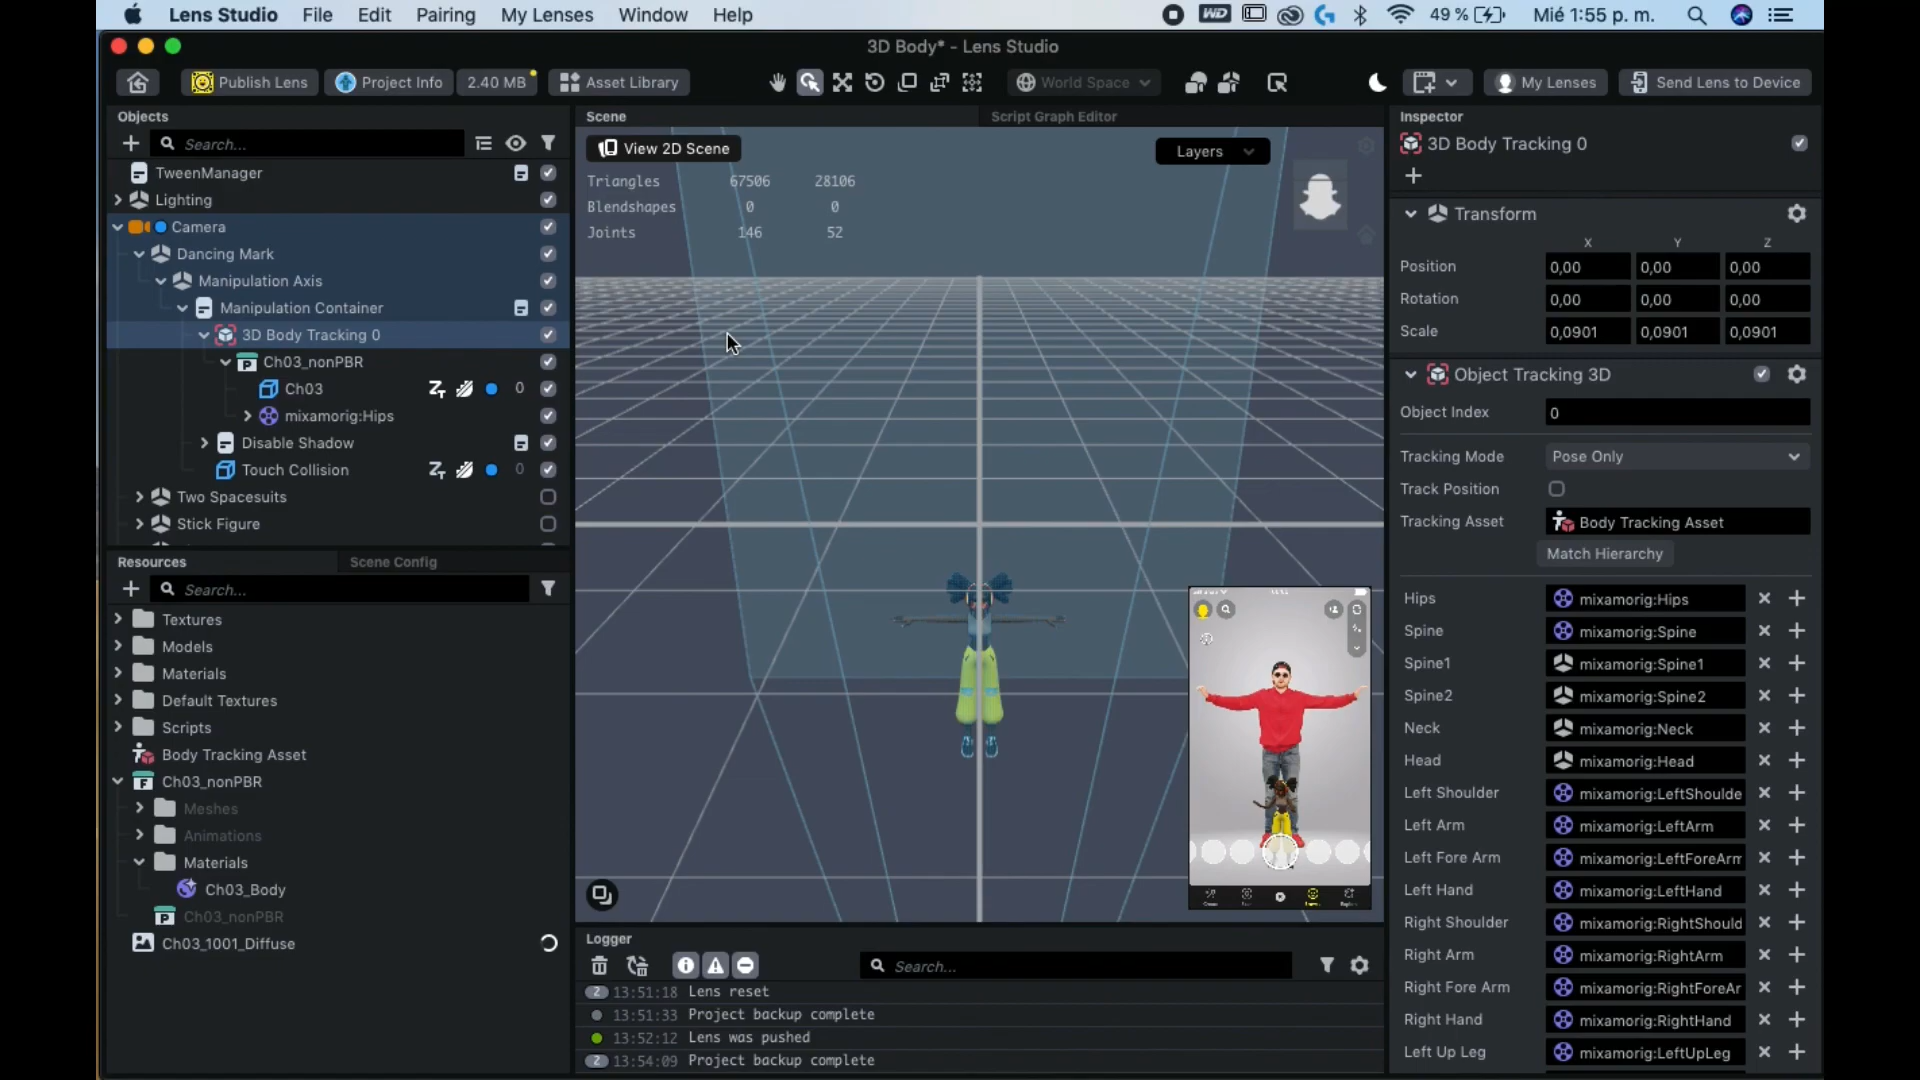 Lens Studio File Edit Pairing My Lenses Window Help 49 % Mié 1:55 p. m.
3D Body* - Lens Studio
Publish Lens Project Info 2.40 MB Asset Library World Space My Lenses Send Lens to Device
Objects
Search...
TweenManager
Lighting
Camera
Dancing Mark
Manipulation Axis
Manipulation Container
3D Body Tracking 0
Ch03_nonPBR
Ch03 0
mixamorig:Hips
Disable Shadow
Touch Collision 0
Two Spacesuits
Stick Figure
Resources Scene Config
Search...
Textures
Models
Materials
Default Textures
Scripts
Body Tracking Asset
Ch03_nonPBR
Meshes
Animations
Materials
Ch03_Body
Ch03_nonPBR
Ch03_1001_Diffuse
Scene Script Graph Editor
View 2D Scene Layers
Triangles 67506 28106
Blendshapes 0 0
Joints 146 52
Logger
Search...
2 13:51:18 Lens reset
13:51:33 Project backup complete
13:52:12 Lens was pushed
2 13:54:09 Project backup complete
Inspector
3D Body Tracking 0
Transform
X Y Z
Position 0,00 0,00 0,00
Rotation 0,00 0,00 0,00
Scale 0,0901 0,0901 0,0901
Object Tracking 3D
Object Index 0
Tracking Mode Pose Only
Track Position
Tracking Asset Body Tracking Asset
Match Hierarchy
Hips mixamorig:Hips
Spine mixamorig:Spine
Spine1 mixamorig:Spine1
Spine2 mixamorig:Spine2
Neck mixamorig:Neck
Head mixamorig:Head
Left Shoulder mixamorig:LeftShoulde
Left Arm mixamorig:LeftArm
Left Fore Arm mixamorig:LeftForeArm
Left Hand mixamorig:LeftHand
Right Shoulder mixamorig:RightShould
Right Arm mixamorig:RightArm
Right Fore Arm mixamorig:RightForeAr
Right Hand mixamorig:RightHand
Left Up Leg mixamorig:LeftUpLeg